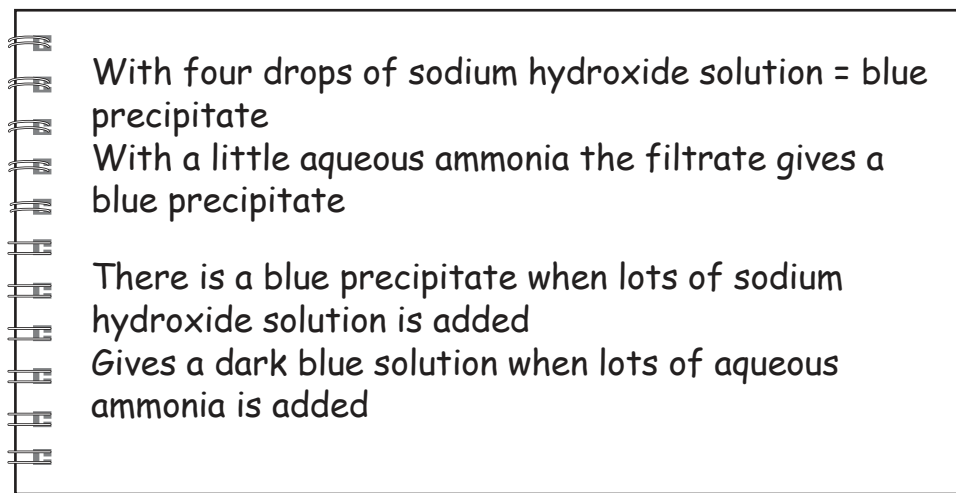 With four drops of sodium hydroxide solution = blue
precipitate
With a little aqueous ammonia the filtrate gives a
blue precipitate
There is a blue precipitate when lots of sodium
hydroxide solution is added
Gives a dark blue solution when lots of aqueous
ammonia is added